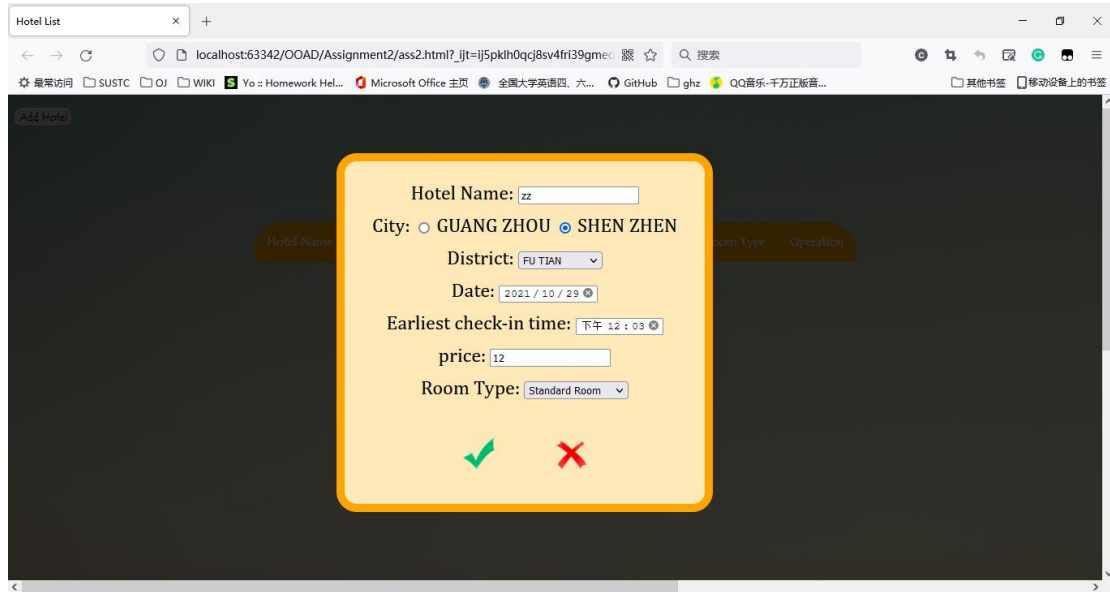 Hotel List
localhost:63342/OOAD/Assignment2/ass2.html?_ijt=ij5pklh0qcj8sv4fri39gmeo
搜索
最常访问 SUSTC OJ WIKI Yo :: Homework Hel... Microsoft Office 主页 全国大学英语四、六... GitHub ghz QQ音乐-千万正版音... 其他书签 移动设备上的书签
Add Hotel
Hotel Name: zz
City: GUANG ZHOU SHEN ZHEN
Hotel Name oom Type Operation
District: FU TIAN
Date: 2021 / 10 / 29
Earliest check-in time: 下午 12 : 03
price: 12
Room Type: Standard Room